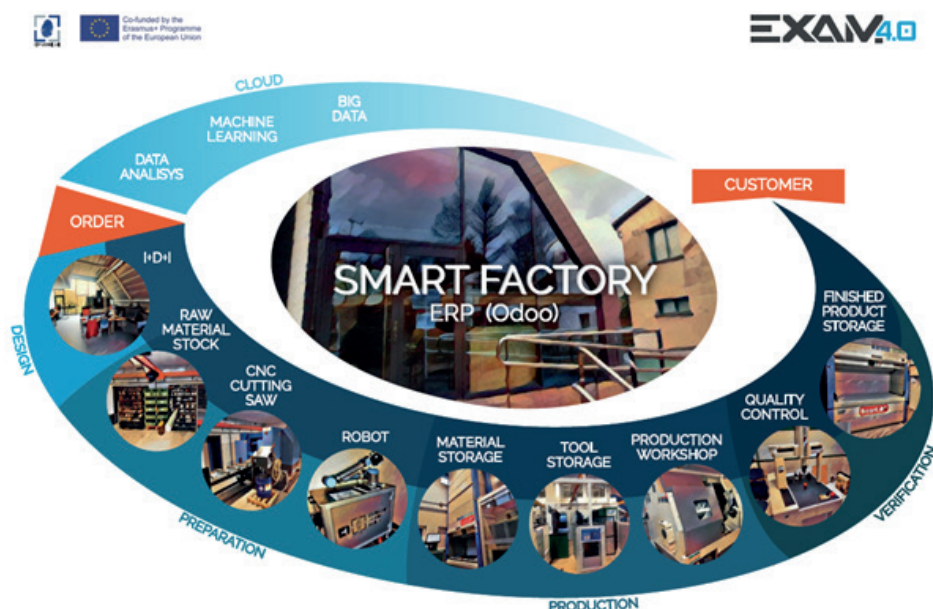 Co-funded by the
Erasmus+ Programme
of the European Union
EXAM 4.0
CLOUD
BIG
DATA
MACHINE
LEARNING
DATA
ANALISYS
CUSTOMER
ORDER
SMART FACTORY
ERP (Odoo)
I+D+I
RAW
MATERIAL
STOCK
CNC
CUTTING
SAW
ROBOT
MATERIAL
STORAGE
TOOL
STORAGE
PRODUCTION
WORKSHOP
QUALITY
CONTROL
FINISHED
PRODUCT
STORAGE
DESIGN
PREPARATION
PRODUCTION
VERIFICATION